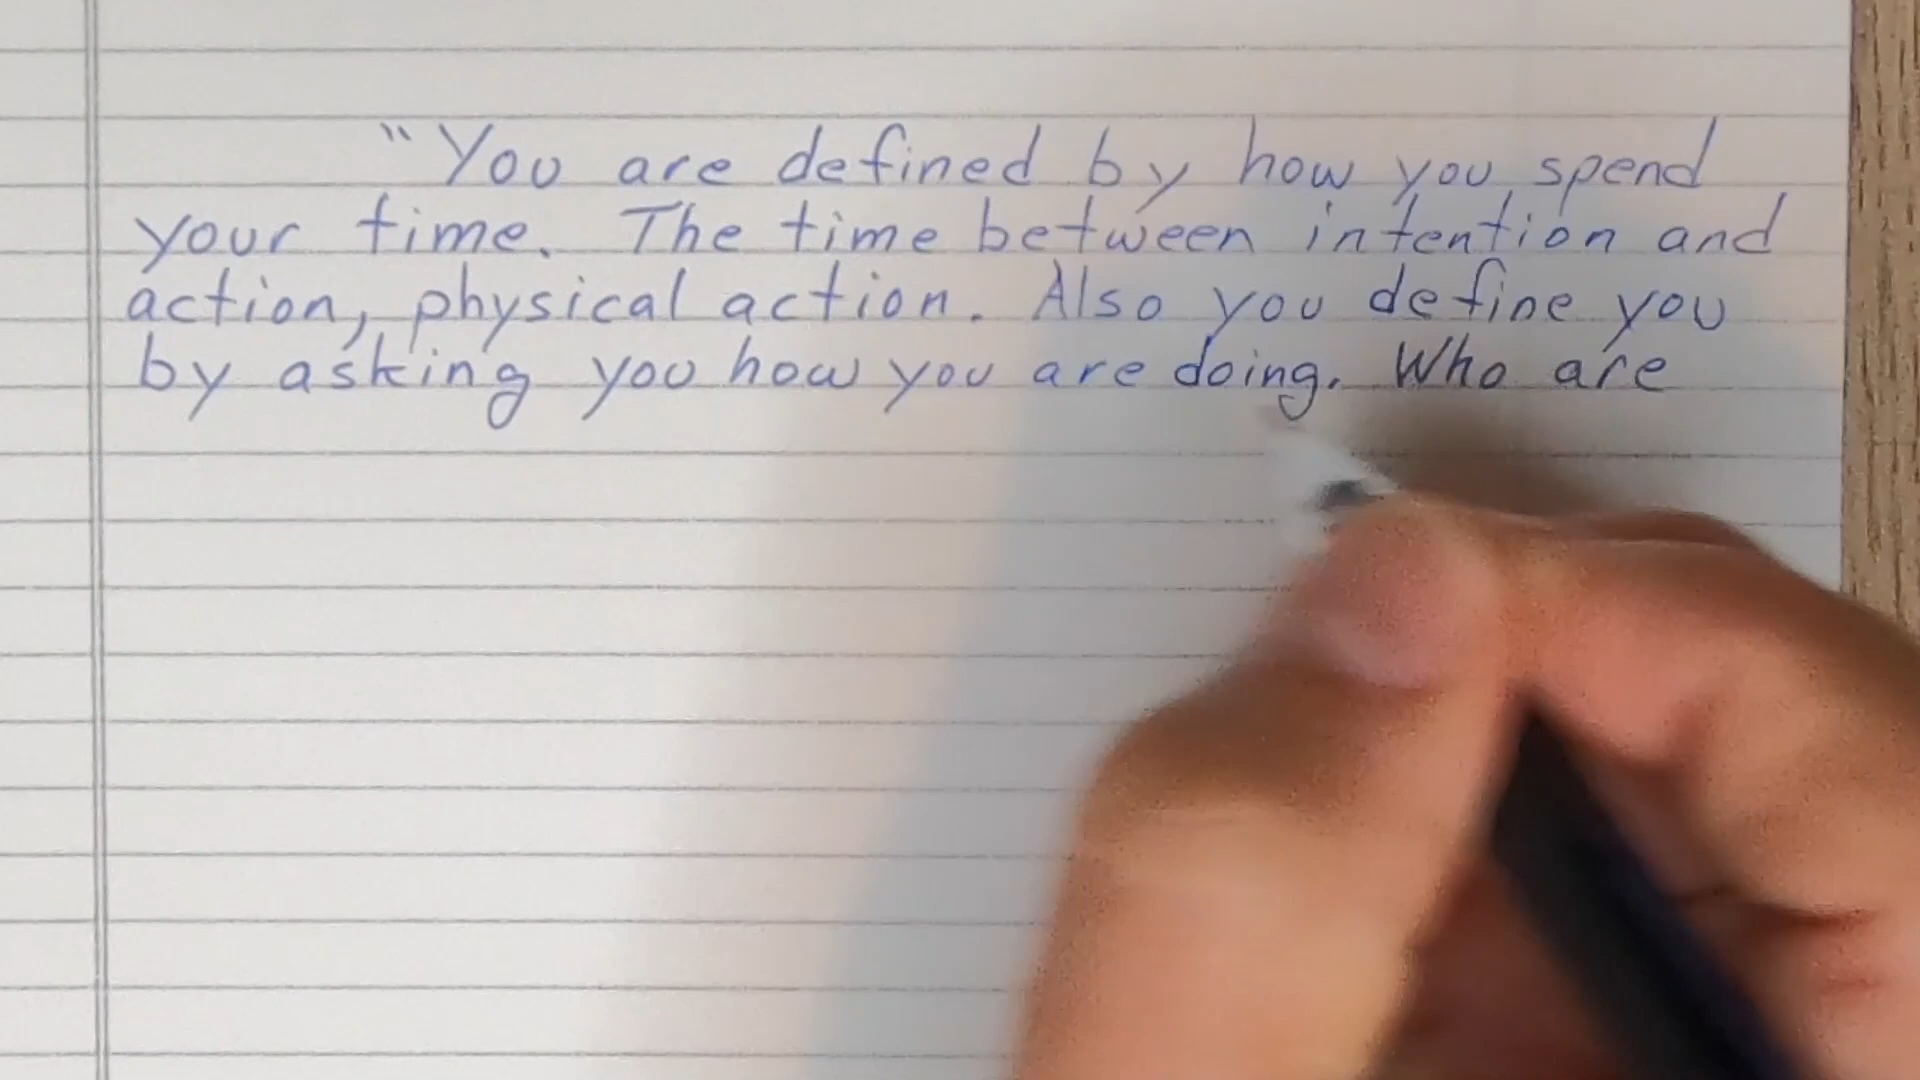 "You are defined by how you spend
your time. The time between intention and
action, physical action. Also you define you
by asking you how you are doing. Who are